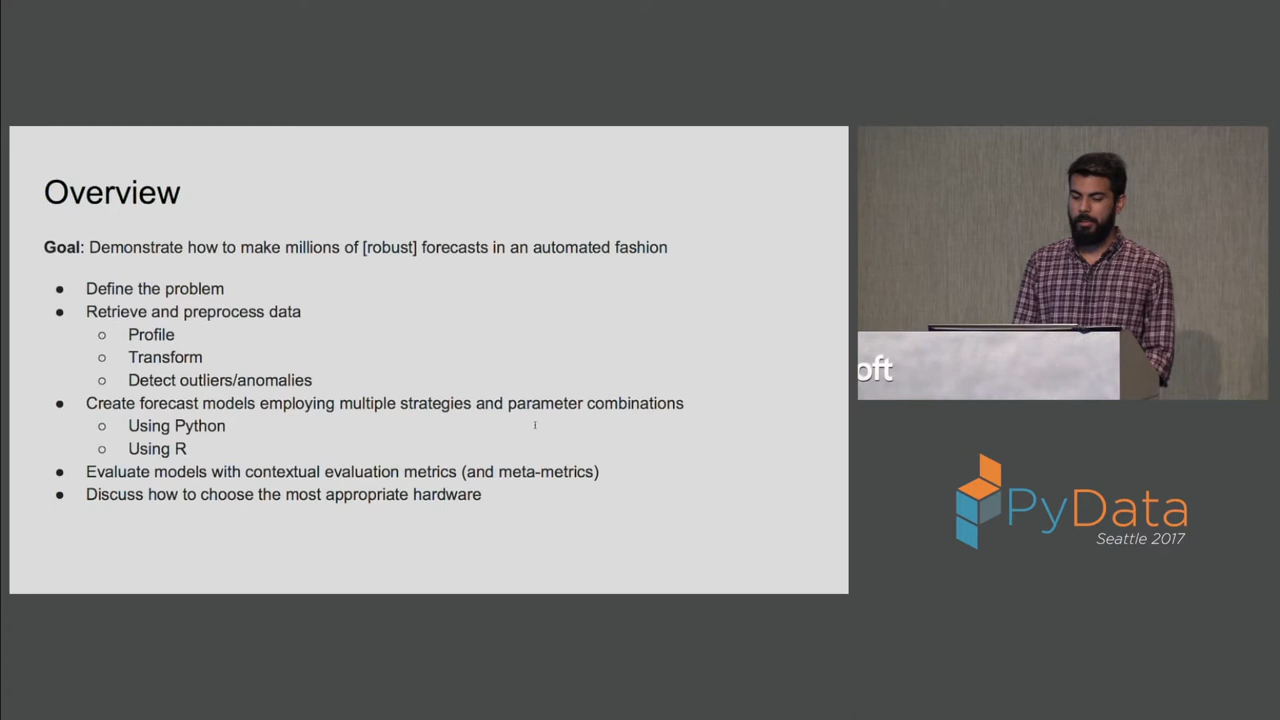 Overview
Goal: Demonstrate how to make millions of [robust] forecasts in an automated fashion
● Define the problem
● Retrieve and preprocess data
○ Profile
○ Transform
○ Detect outliers/anomalies
● Create forecast models employing multiple strategies and parameter combinations
○ Using Python
○ Using R
● Evaluate models with contextual evaluation metrics (and meta-metrics)
● Discuss how to choose the most appropriate hardware
oft
PyData
Seattle 2017